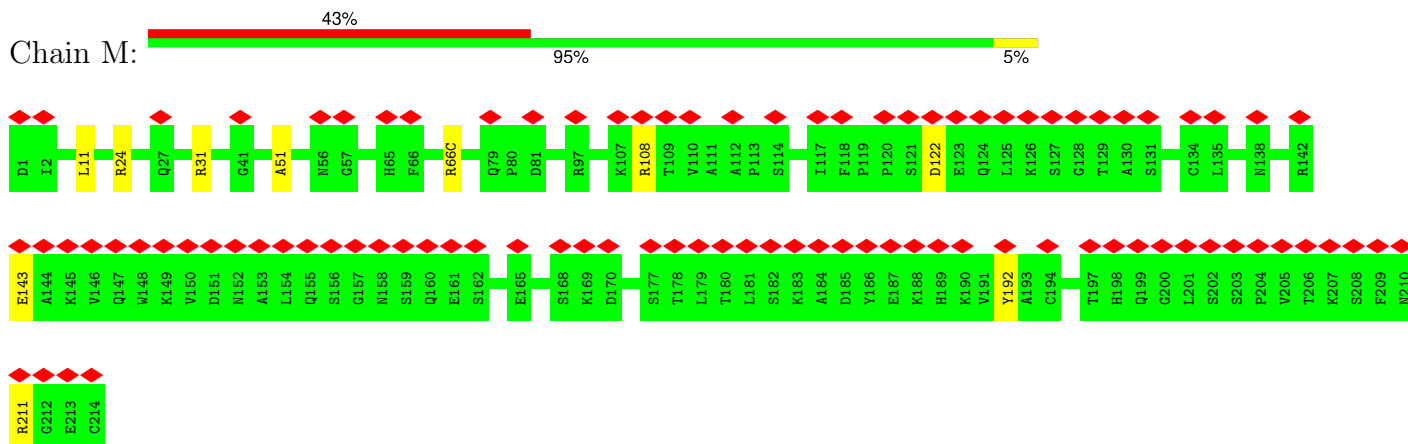 43%
Chain M:
95% 5%
D1 I2 L11 R24 Q27 R31 G41 A51 N56 G57 H65 F66 R66C Q79 P80 D81 R97 K107 R108 T109 V110 A111 A112 P113 S114 I117 F118 P119 P120 S121 D122 E123 Q124 L125 K126 S127 G128 T129 A130 S131 C134 L135 N138 R142
E143 A144 K145 V146 Q147 W148 K149 V150 D151 N152 A153 L154 Q155 S156 G157 N158 S159 Q160 E161 S162 E165 S168 K169 D170 S177 T178 L179 T180 L181 S182 K183 A184 D185 Y186 E187 K188 H189 K190 V191 Y192 A193 C194 T197 H198 Q199 G200 L201 S202 S203 P204 V205 T206 K207 S208 F209 N210
R211 G212 E213 C214